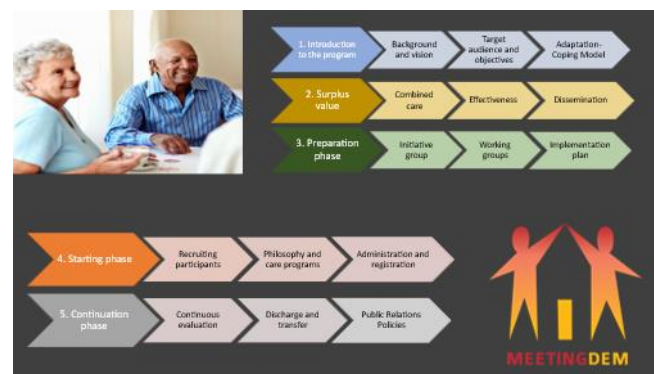 1. Introduction
to the program
Background
and vision
Target
audience and
objectives
Adaptation-
Coping Model
2. Surplus
value
Combined
care
Effectiveness
Dissemination
3. Preparation
phase
Initiative
group
Working
groups
Implementation
plan
4. Starting phase
Recruiting
participants
Philosophy and
care programs
Administration and
registration
5. Continuation
phase
Continuous
evaluation
Discharge and
transfer
Public Relations
Policies
MEETINGDEM